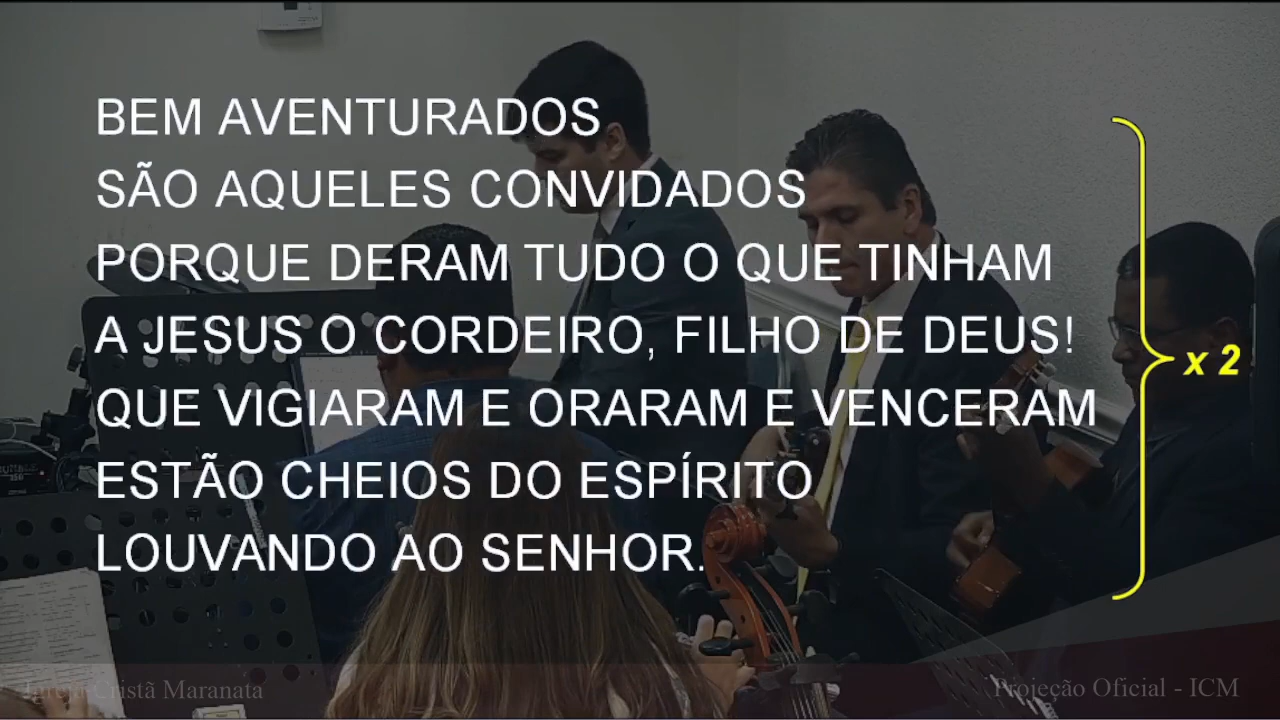 BEM AVENTURADOS
SÃO AQUELES CONVIDADOS
PORQUE DERAM TUDO O QUE TINHAM
A JESUS O CORDEIRO, FILHO DE DEUS!
QUE VIGIARAM E ORARAM E VENCERAM
ESTÃO CHEIOS DO ESPÍRITO
LOUVANDO AO SENHOR.
x 2
Igreja Cristã Maranata
Projeção Oficial - ICM